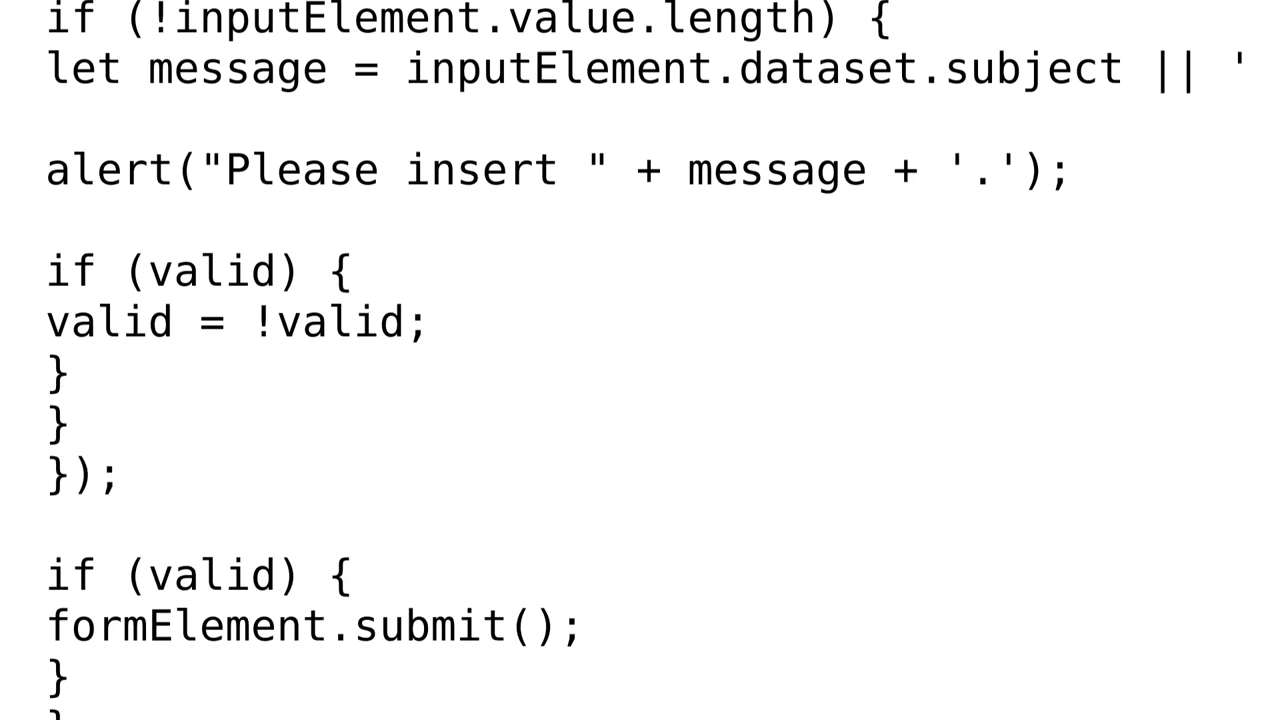 if (!inputElement.value.length) {
let message = inputElement.dataset.subject || '
alert("Please insert " + message + '.');
if (valid) {
valid = !valid;
}
}
});
if (valid) {
formElement.submit();
}
}